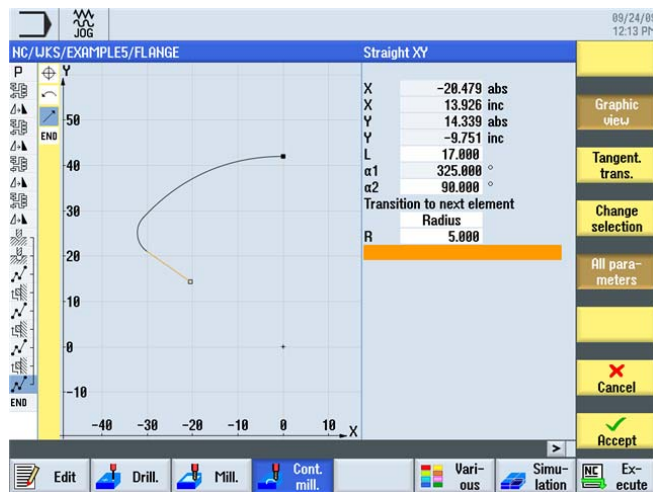 JOG
09/24/09
12:13 PM
NC/WKS/EXAMPLE5/FLANGE
Straight XY
P
END
END
Y
50
40
30
20
10
0
-10
-40
-30
-20
-10
0
10
X
X -20.479 abs
X 13.926 inc
Y 14.339 abs
Y -9.751 inc
L 17.000
α1 325.000 °
α2 90.000 °
Transition to next element
Radius
R 5.000
Graphic
view
Tangent.
trans.
Change
selection
All para-
meters
Cancel
Accept
>
Edit
Drill.
Mill.
Cont.
mill.
Vari-
ous
Simu-
lation
NC
Ex-
ecute